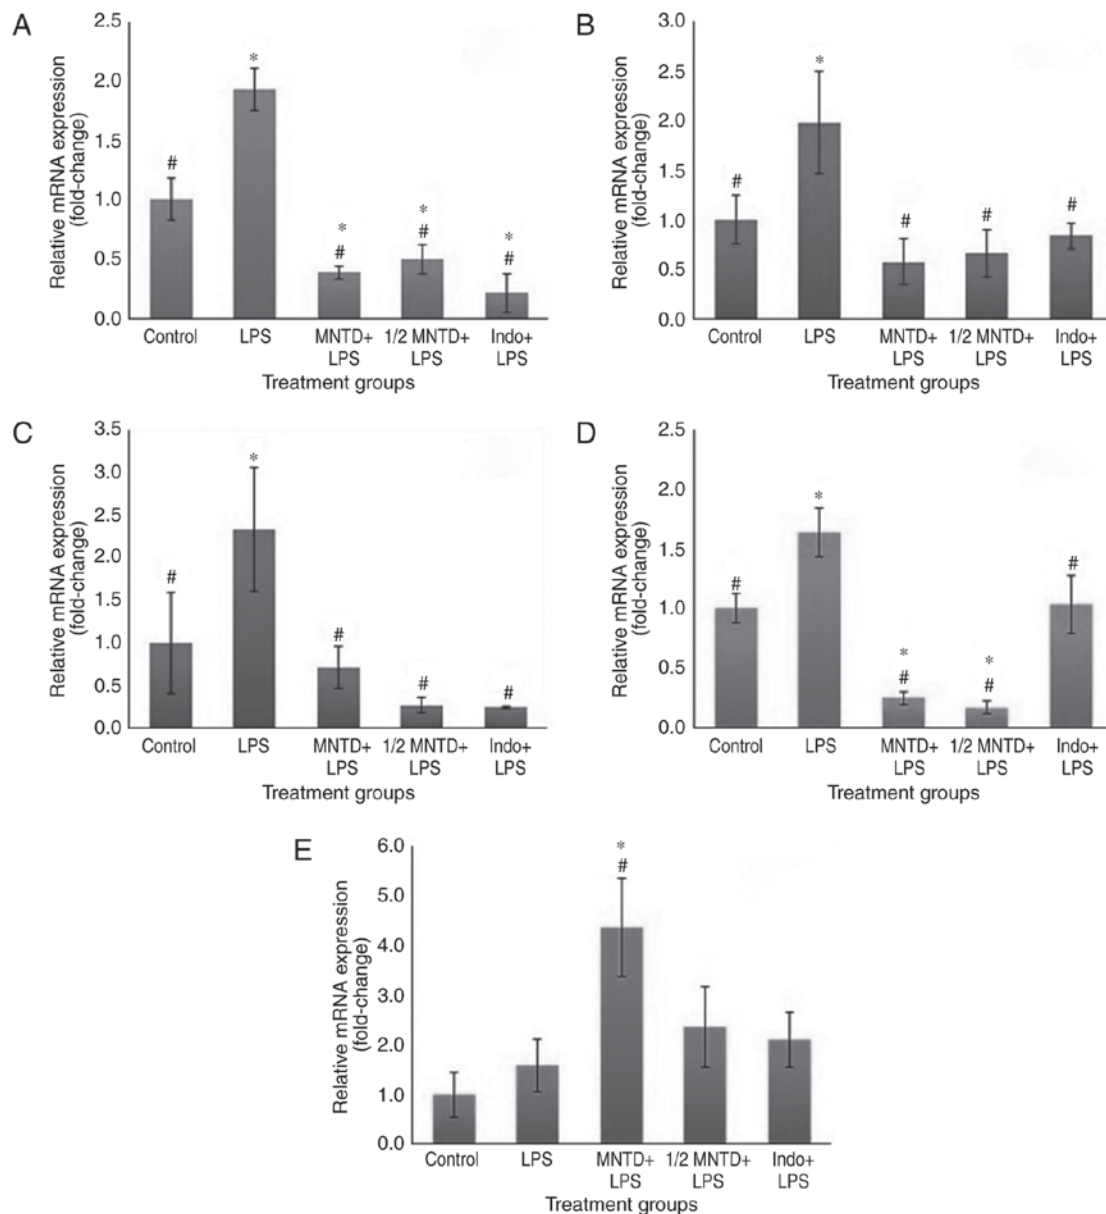 A
Relative mRNA expression
(fold-change)
2.5
2.0
1.5
1.0
0.5
0.0
#
*
*
#
*
#
*
#
Control LPS MNTD+ 1/2 MNTD+ Indo+
LPS LPS LPS
Treatment groups
B
Relative mRNA expression
(fold-change)
3.0
2.5
2.0
1.5
1.0
0.5
0.0
#
*
#
#
#
Control LPS MNTD+ 1/2 MNTD+ Indo+
LPS LPS LPS
Treatment groups
C
Relative mRNA expression
(fold-change)
3.5
3.0
2.5
2.0
1.5
1.0
0.5
0.0
#
*
#
#
#
Control LPS MNTD+ 1/2 MNTD+ Indo+
LPS LPS LPS
Treatment groups
D
Relative mRNA expression
(fold-change)
2.5
2.0
1.5
1.0
0.5
0.0
#
*
*
#
*
#
#
Control LPS MNTD+ 1/2 MNTD+ Indo+
LPS LPS LPS
Treatment groups
E
Relative mRNA expression
(fold-change)
6.0
5.0
4.0
3.0
2.0
1.0
0.0
*
#
Control LPS MNTD+ 1/2 MNTD+ Indo+
LPS LPS LPS
Treatment groups